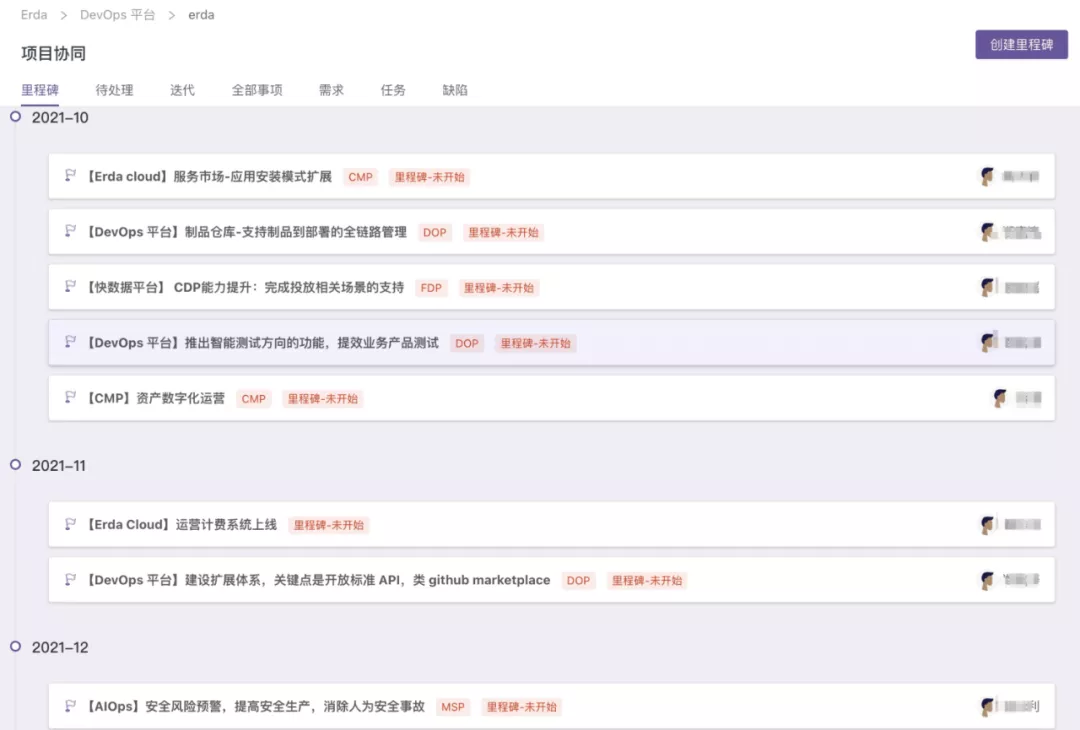 Erda > DevOps 平台 > erda
项目协同
创建里程碑
里程碑 待处理 迭代 全部事项 需求 任务 缺陷
2021-10
【Erda cloud】服务市场-应用安装模式扩展 CMP 里程碑-未开始
【DevOps 平台】制品仓库-支持制品到部署的全链路管理 DOP 里程碑-未开始
【快数据平台】 CDP能力提升：完成投放相关场景的支持 FDP 里程碑-未开始
【DevOps 平台】推出智能测试方向的功能，提效业务产品测试 DOP 里程碑-未开始
【CMP】资产数字化运营 CMP 里程碑-未开始
2021-11
【Erda Cloud】运营计费系统上线 里程碑-未开始
【DevOps 平台】建设扩展体系，关键点是开放标准 API，类 github marketplace DOP 里程碑-未开始
2021-12
【AIOps】安全风险预警，提高安全生产，消除人为安全事故 MSP 里程碑-未开始